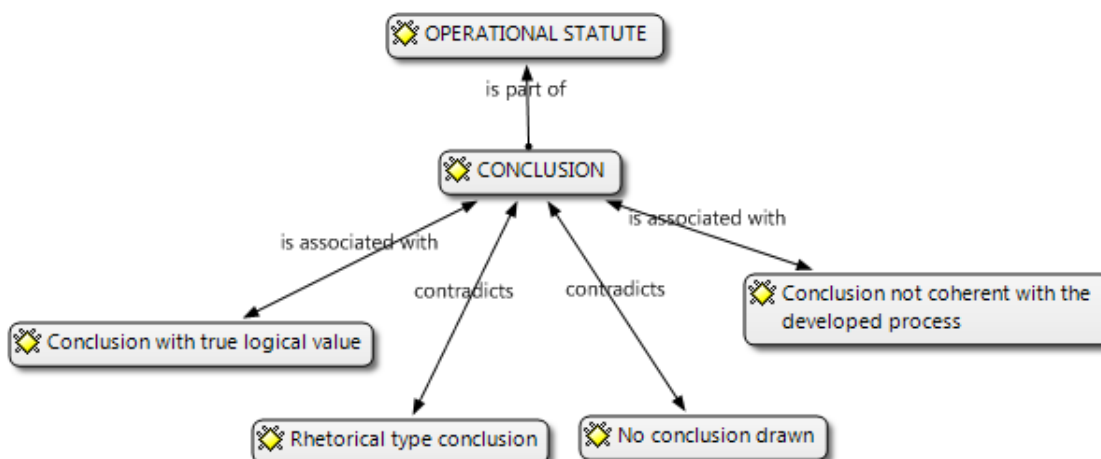 OPERATIONAL STATUTE
is part of
CONCLUSION
is associated with
is associated with
contradicts
contradicts
Conclusion not coherent with the
developed process
Conclusion with true logical value
Rhetorical type conclusion
No conclusion drawn